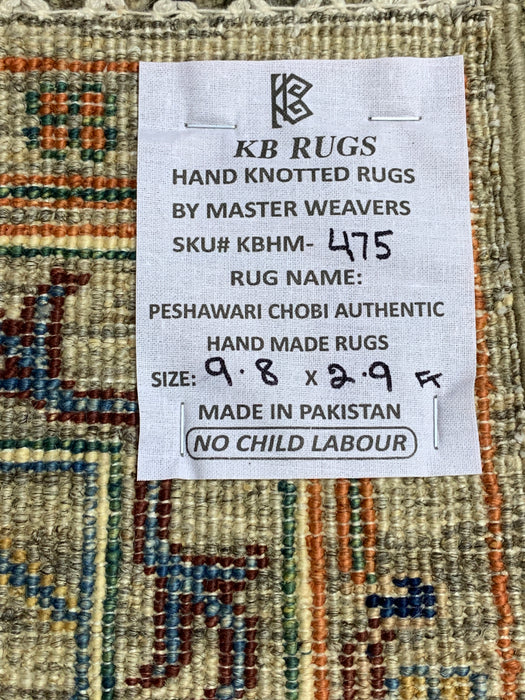 KB
KB RUGS
HAND KNOTTED RUGS
BY MASTER WEAVERS
SKU# KBHM- 475
RUG NAME:
PESHAWARI CHOBI AUTHENTIC
HAND MADE RUGS
SIZE: 9.8 X 2.9 FT
MADE IN PAKISTAN
NO CHILD LABOUR